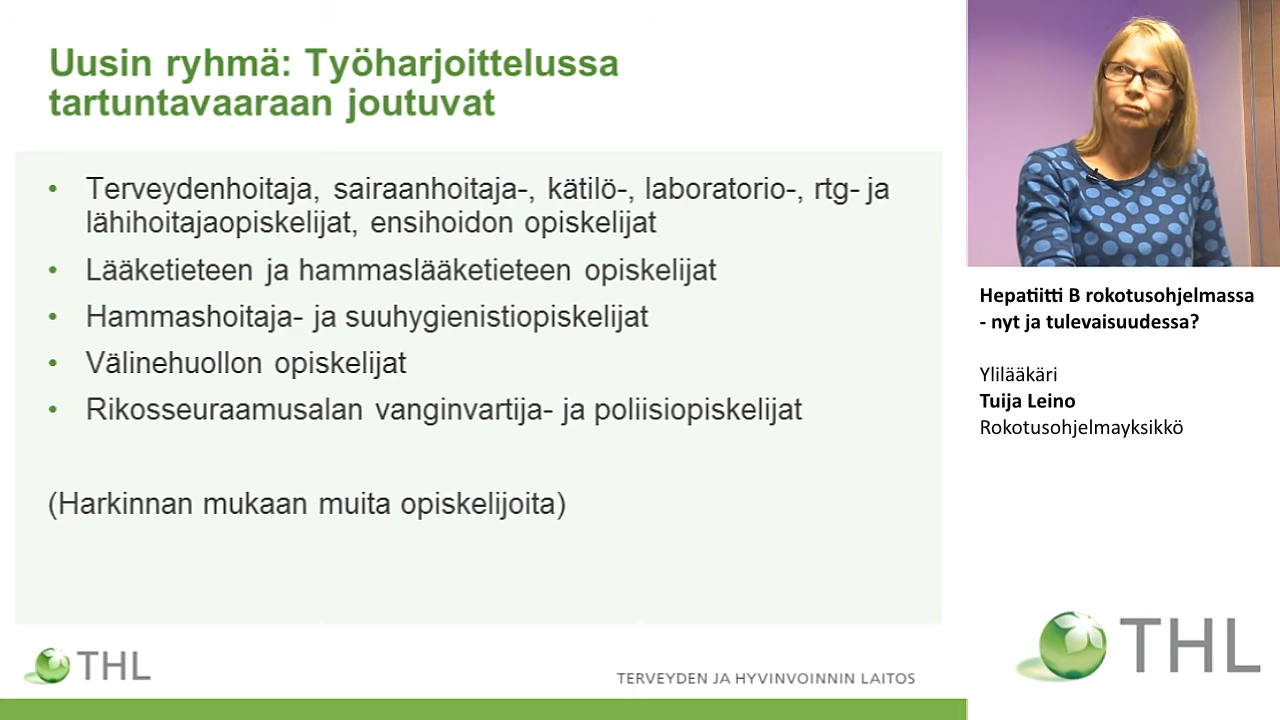 Uusin ryhmä: Työharjoittelussa
tartuntavaaraan joutuvat
• Terveydenhoitaja, sairaanhoitaja-, kätilö-, laboratorio-, rtg- ja
lähihoitajaopiskelijat, ensihoidon opiskelijat
• Lääketieteen ja hammaslääketieteen opiskelijat
• Hammashoitaja- ja suuhygienistiopiskelijat
• Välinehuollon opiskelijat
• Rikosseuraamusalan vanginvartija- ja poliisiopiskelijat
(Harkinnan mukaan muita opiskelijoita)
THL
TERVEYDEN JA HYVINVOINNIN LAITOS
Hepatiitti B rokotusohjelmassa
- nyt ja tulevaisuudessa?
Ylilääkäri
Tuija Leino
Rokotusohjelmayksikkö
THL